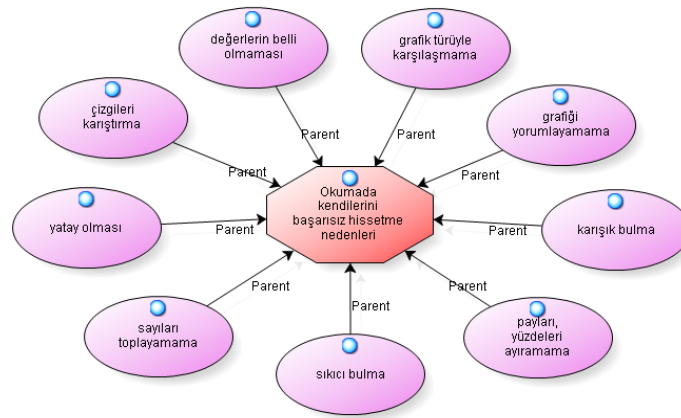 değerlerin belli
olmaması
grafik türüyle
karşılaşmama
çizgileri
karıştırma
grafiği
yorumlayamama
Parent
Parent
Parent
Parent
Okumada
kendilerini
başarısız hissetme
nedenleri
yatay olması
Parent
Parent
karışık bulma
Parent
Parent
Parent
sayıları
toplayamama
sıkıcı bulma
payları,
yüzdeleri
ayıramama